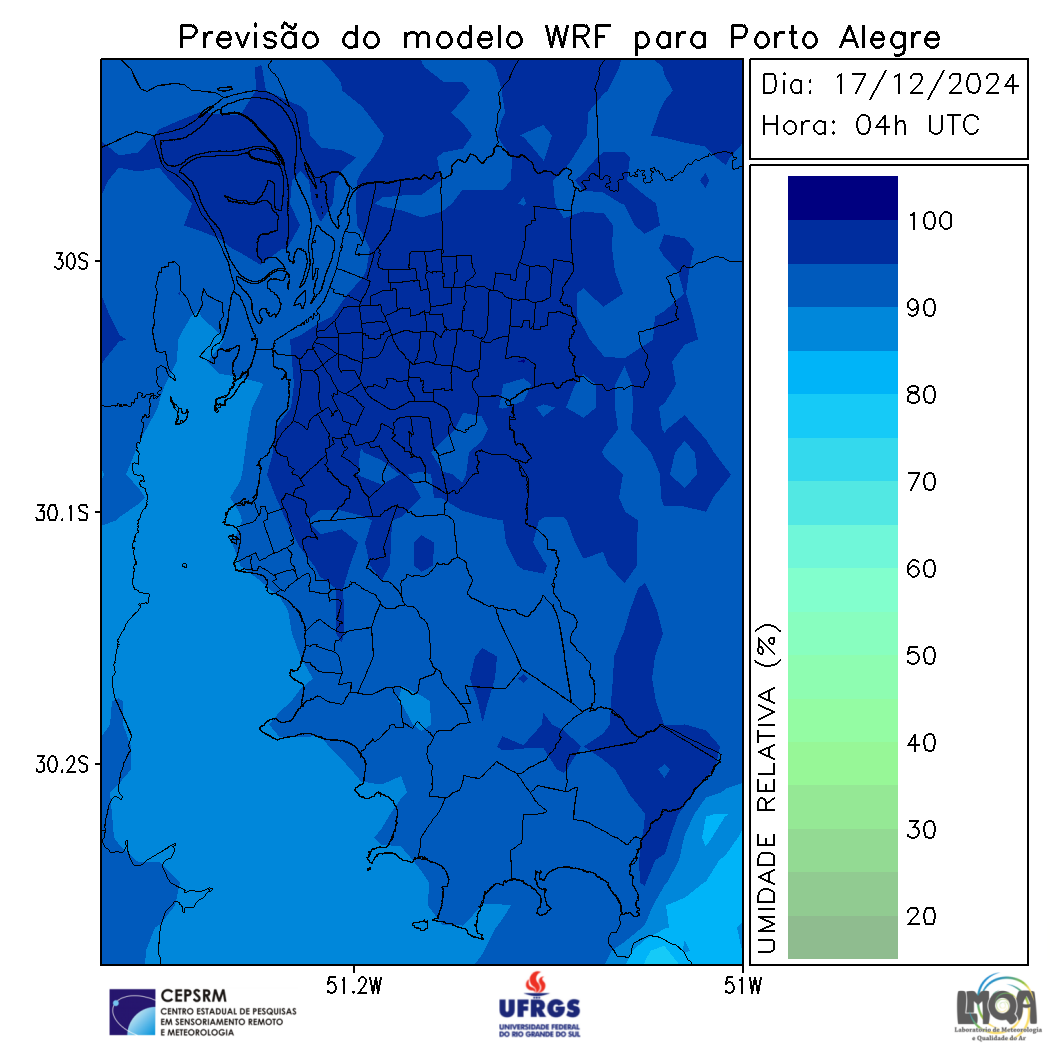 Previsão do modelo WRF para Porto Alegre
Dia: 17/12/2024
Hora: 04h UTC
100
90
80
70
60
50
40
30
20
UMIDADE RELATIVA (%)
30S
30.1S
30.2S
51.2W
51W
CEPSRM
CENTRO ESTADUAL DE PESQUISAS
EM SENSORIAMENTO REMOTO
E METEOROLOGIA
UFRGS
UNIVERSIDADE FEDERAL
DO RIO GRANDE DO SUL
LMQA
Laboratório de Meteorologia
e Qualidade do Ar